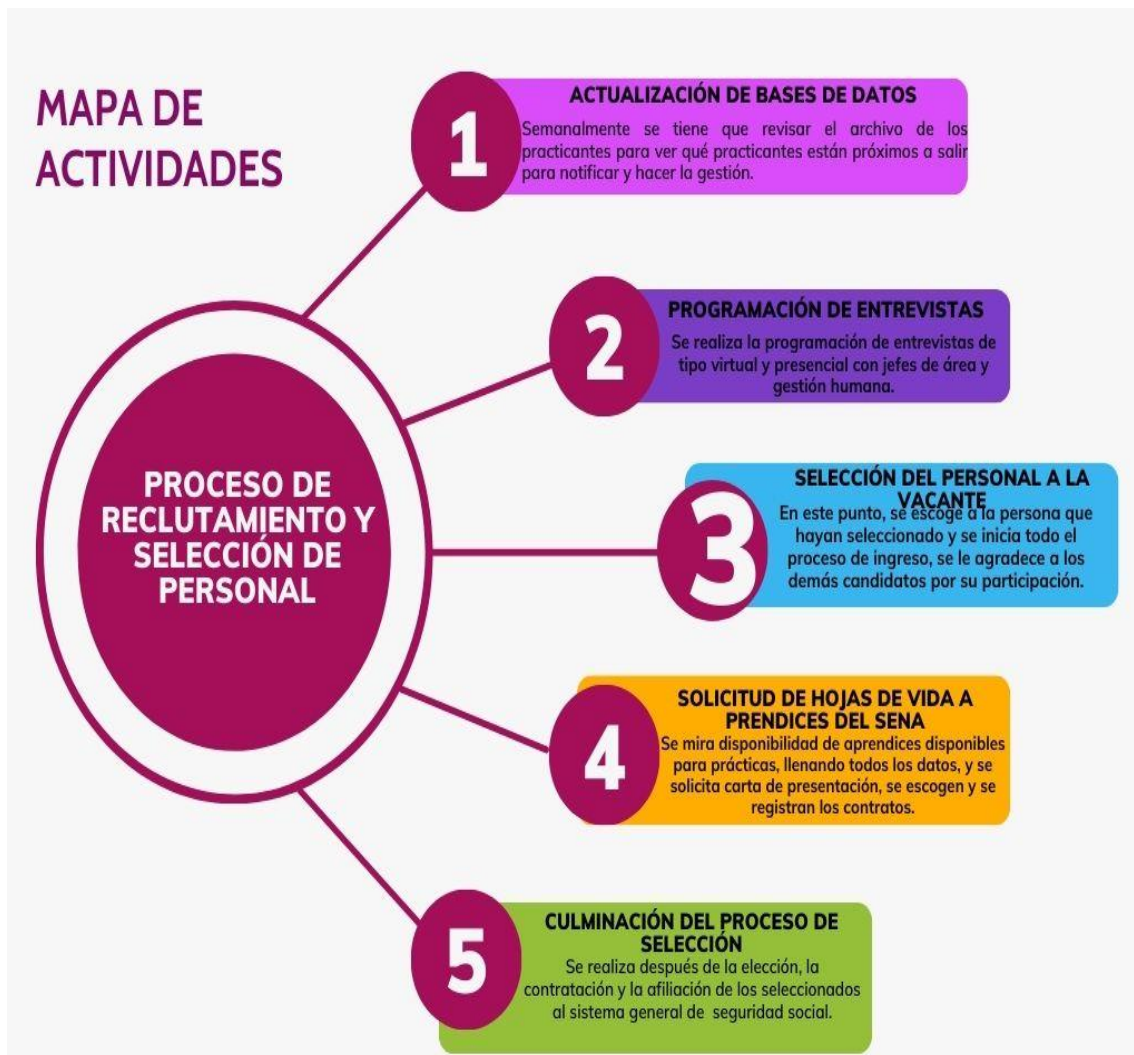 MAPA DE
ACTIVIDADES
1
ACTUALIZACIÓN DE BASES DE DATOS
Semanalmente se tiene que revisar el archivo de los
practicantes para ver qué practicantes están próximos a salir
para notificar y hacer la gestión.
2
PROGRAMACIÓN DE ENTREVISTAS
Se realiza la programación de entrevistas de
tipo virtual y presencial con jefes de área y
gestión humana.
PROCESO DE
RECLUTAMIENTO Y
SELECCIÓN DE
PERSONAL
3
SELECCIÓN DEL PERSONAL A LA
VACANTE
En este punto, se escoge a la persona que
hayan seleccionado y se inicia todo el
proceso de ingreso, se le agradece a los
demás candidatos por su participación.
4
SOLICITUD DE HOJAS DE VIDA A
PRENDICES DEL SENA
Se mira disponibilidad de aprendices disponibles
para prácticas, llenando todos los datos, y se
solicita carta de presentación, se escogen y se
registran los contratos.
5
CULMINACIÓN DEL PROCESO DE
SELECCIÓN
Se realiza después de la elección, la
contratación y la afiliación de los seleccionados
al sistema general de seguridad social.